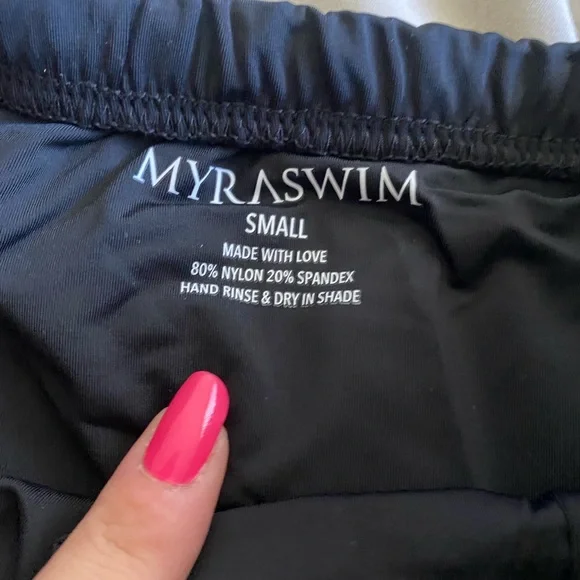 MYRASWIM
SMALL
MADE WITH LOVE
80% NYLON 20% SPANDEX
HAND RINSE & DRY IN SHADE